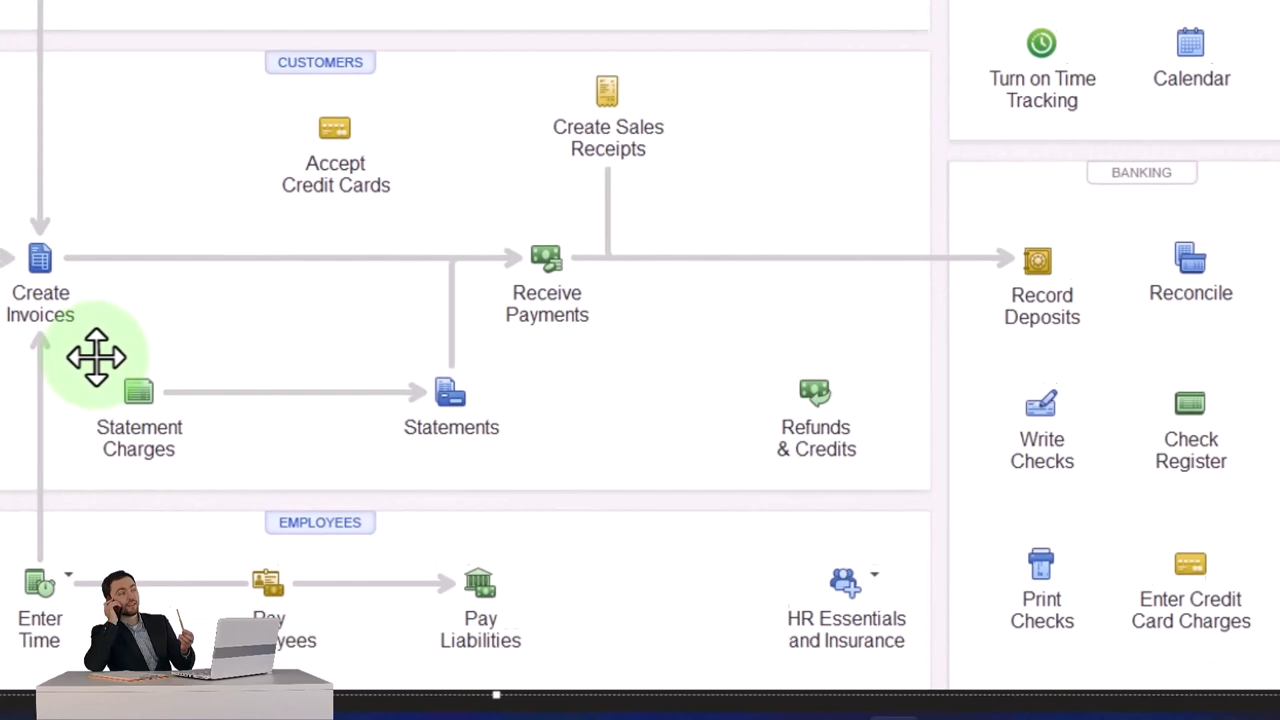 Turn on Time
Tracking
Calendar
CUSTOMERS
Create Sales
Receipts
Accept
Credit Cards
BANKING
Create
Invoices
Receive
Payments
Record
Deposits
Reconcile
Statement
Charges
Statements
Refunds
& Credits
Write
Checks
Check
Register
EMPLOYEES
Enter
Time
Pay
Pay
Liabilities
HR Essentials
and Insurance
Print
Checks
Enter Credit
Card Charges